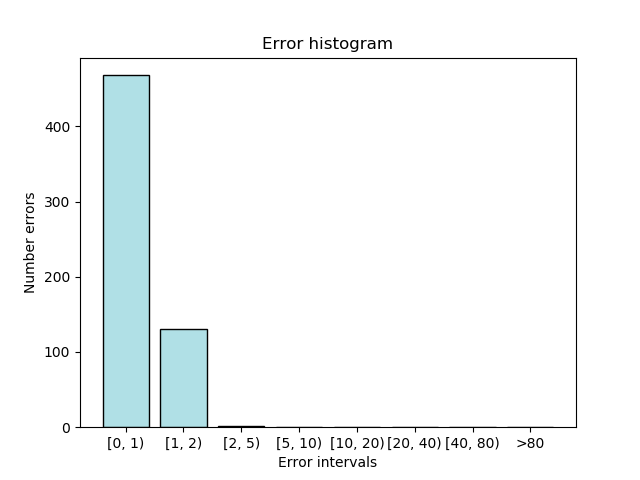 Error histogram
Number errors
400
300
200
100
0
[0, 1) [1, 2) [2, 5) [5, 10) [10, 20) [20, 40) [40, 80) >80
Error intervals